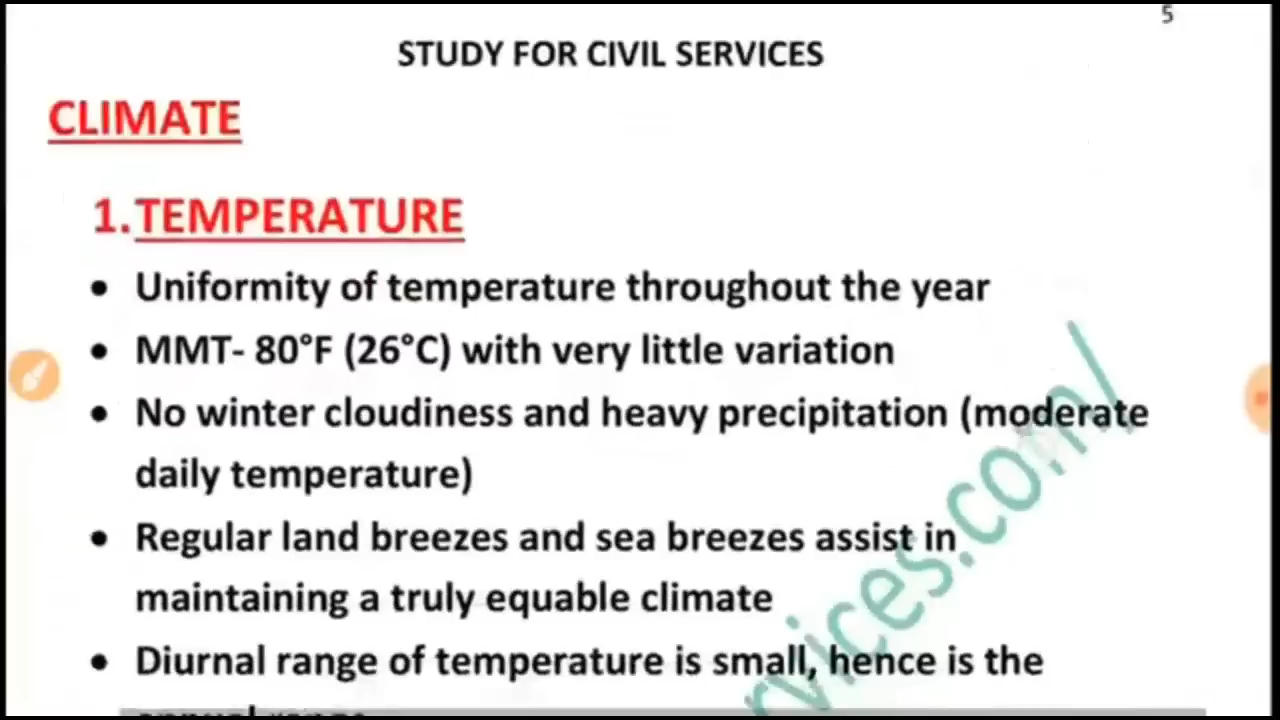 5
STUDY FOR CIVIL SERVICES
CLIMATE
1. TEMPERATURE
• Uniformity of temperature throughout the year
• MMT- 80°F (26°C) with very little variation
• No winter cloudiness and heavy precipitation (moderate
daily temperature)
• Regular land breezes and sea breezes assist in
maintaining a truly equable climate
• Diurnal range of temperature is small, hence is the
rvices.com/